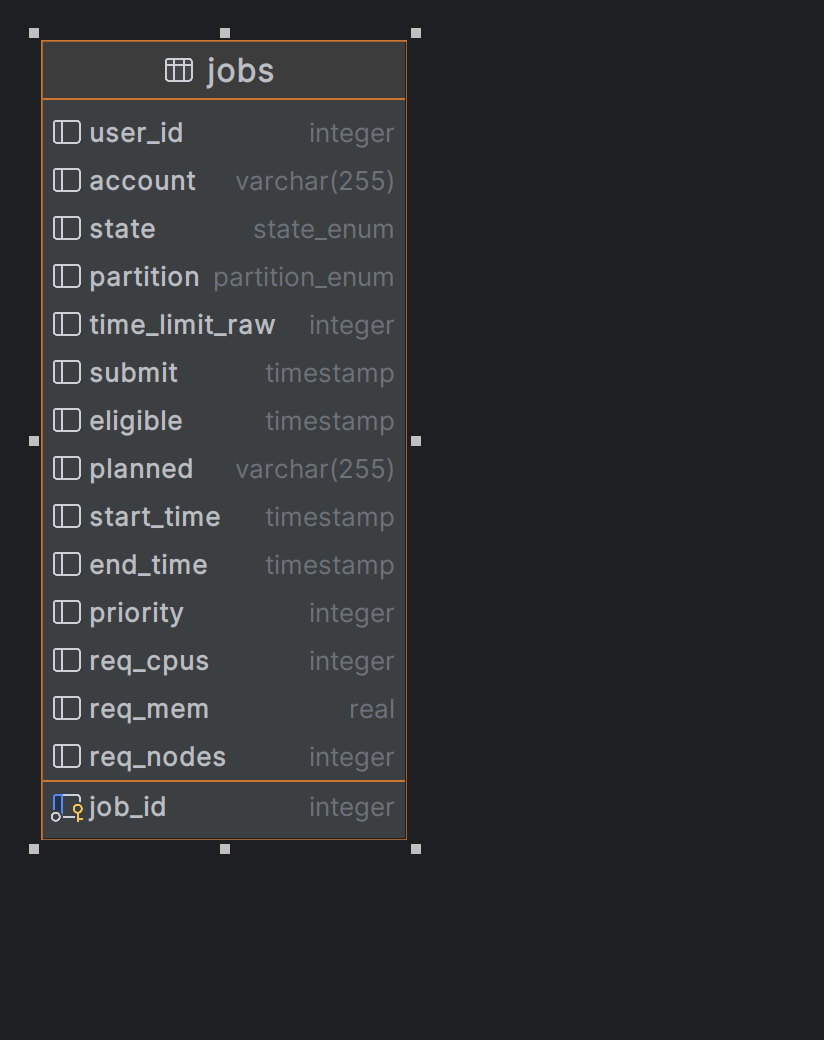 jobs
user_id integer
account varchar(255)
state state_enum
partition partition_enum
time_limit_raw integer
submit timestamp
eligible timestamp
planned varchar(255)
start_time timestamp
end_time timestamp
priority integer
req_cpus integer
req_mem real
req_nodes integer
job_id integer